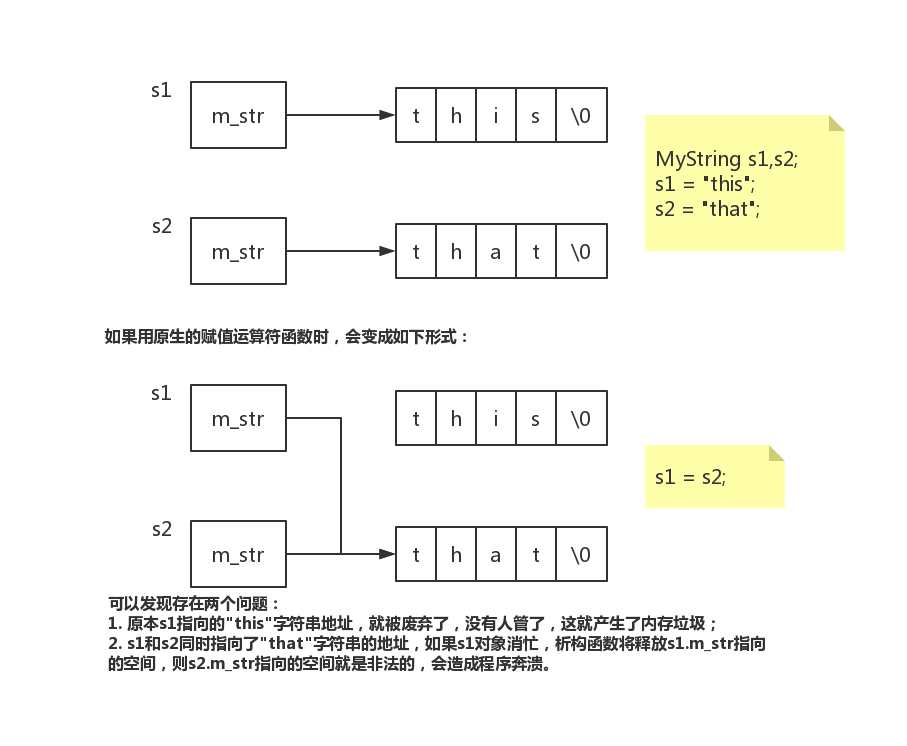 s1
m_str
t h i s \0
MyString s1,s2;
s1 = "this";
s2 = "that";
s2
m_str
t h a t \0
如果用原生的赋值运算符函数时，会变成如下形式：
s1
m_str
t h i s \0
s1 = s2;
s2
m_str
t h a t \0
可以发现存在两个问题：
1. 原本s1指向的"this"字符串地址，就被废弃了，没有人管了，这就产生了内存垃圾；
2. s1和s2同时指向了"that"字符串的地址，如果s1对象消忙，析构函数将释放s1.m_str指向
的空间，则s2.m_str指向的空间就是非法的，会造成程序奔溃。